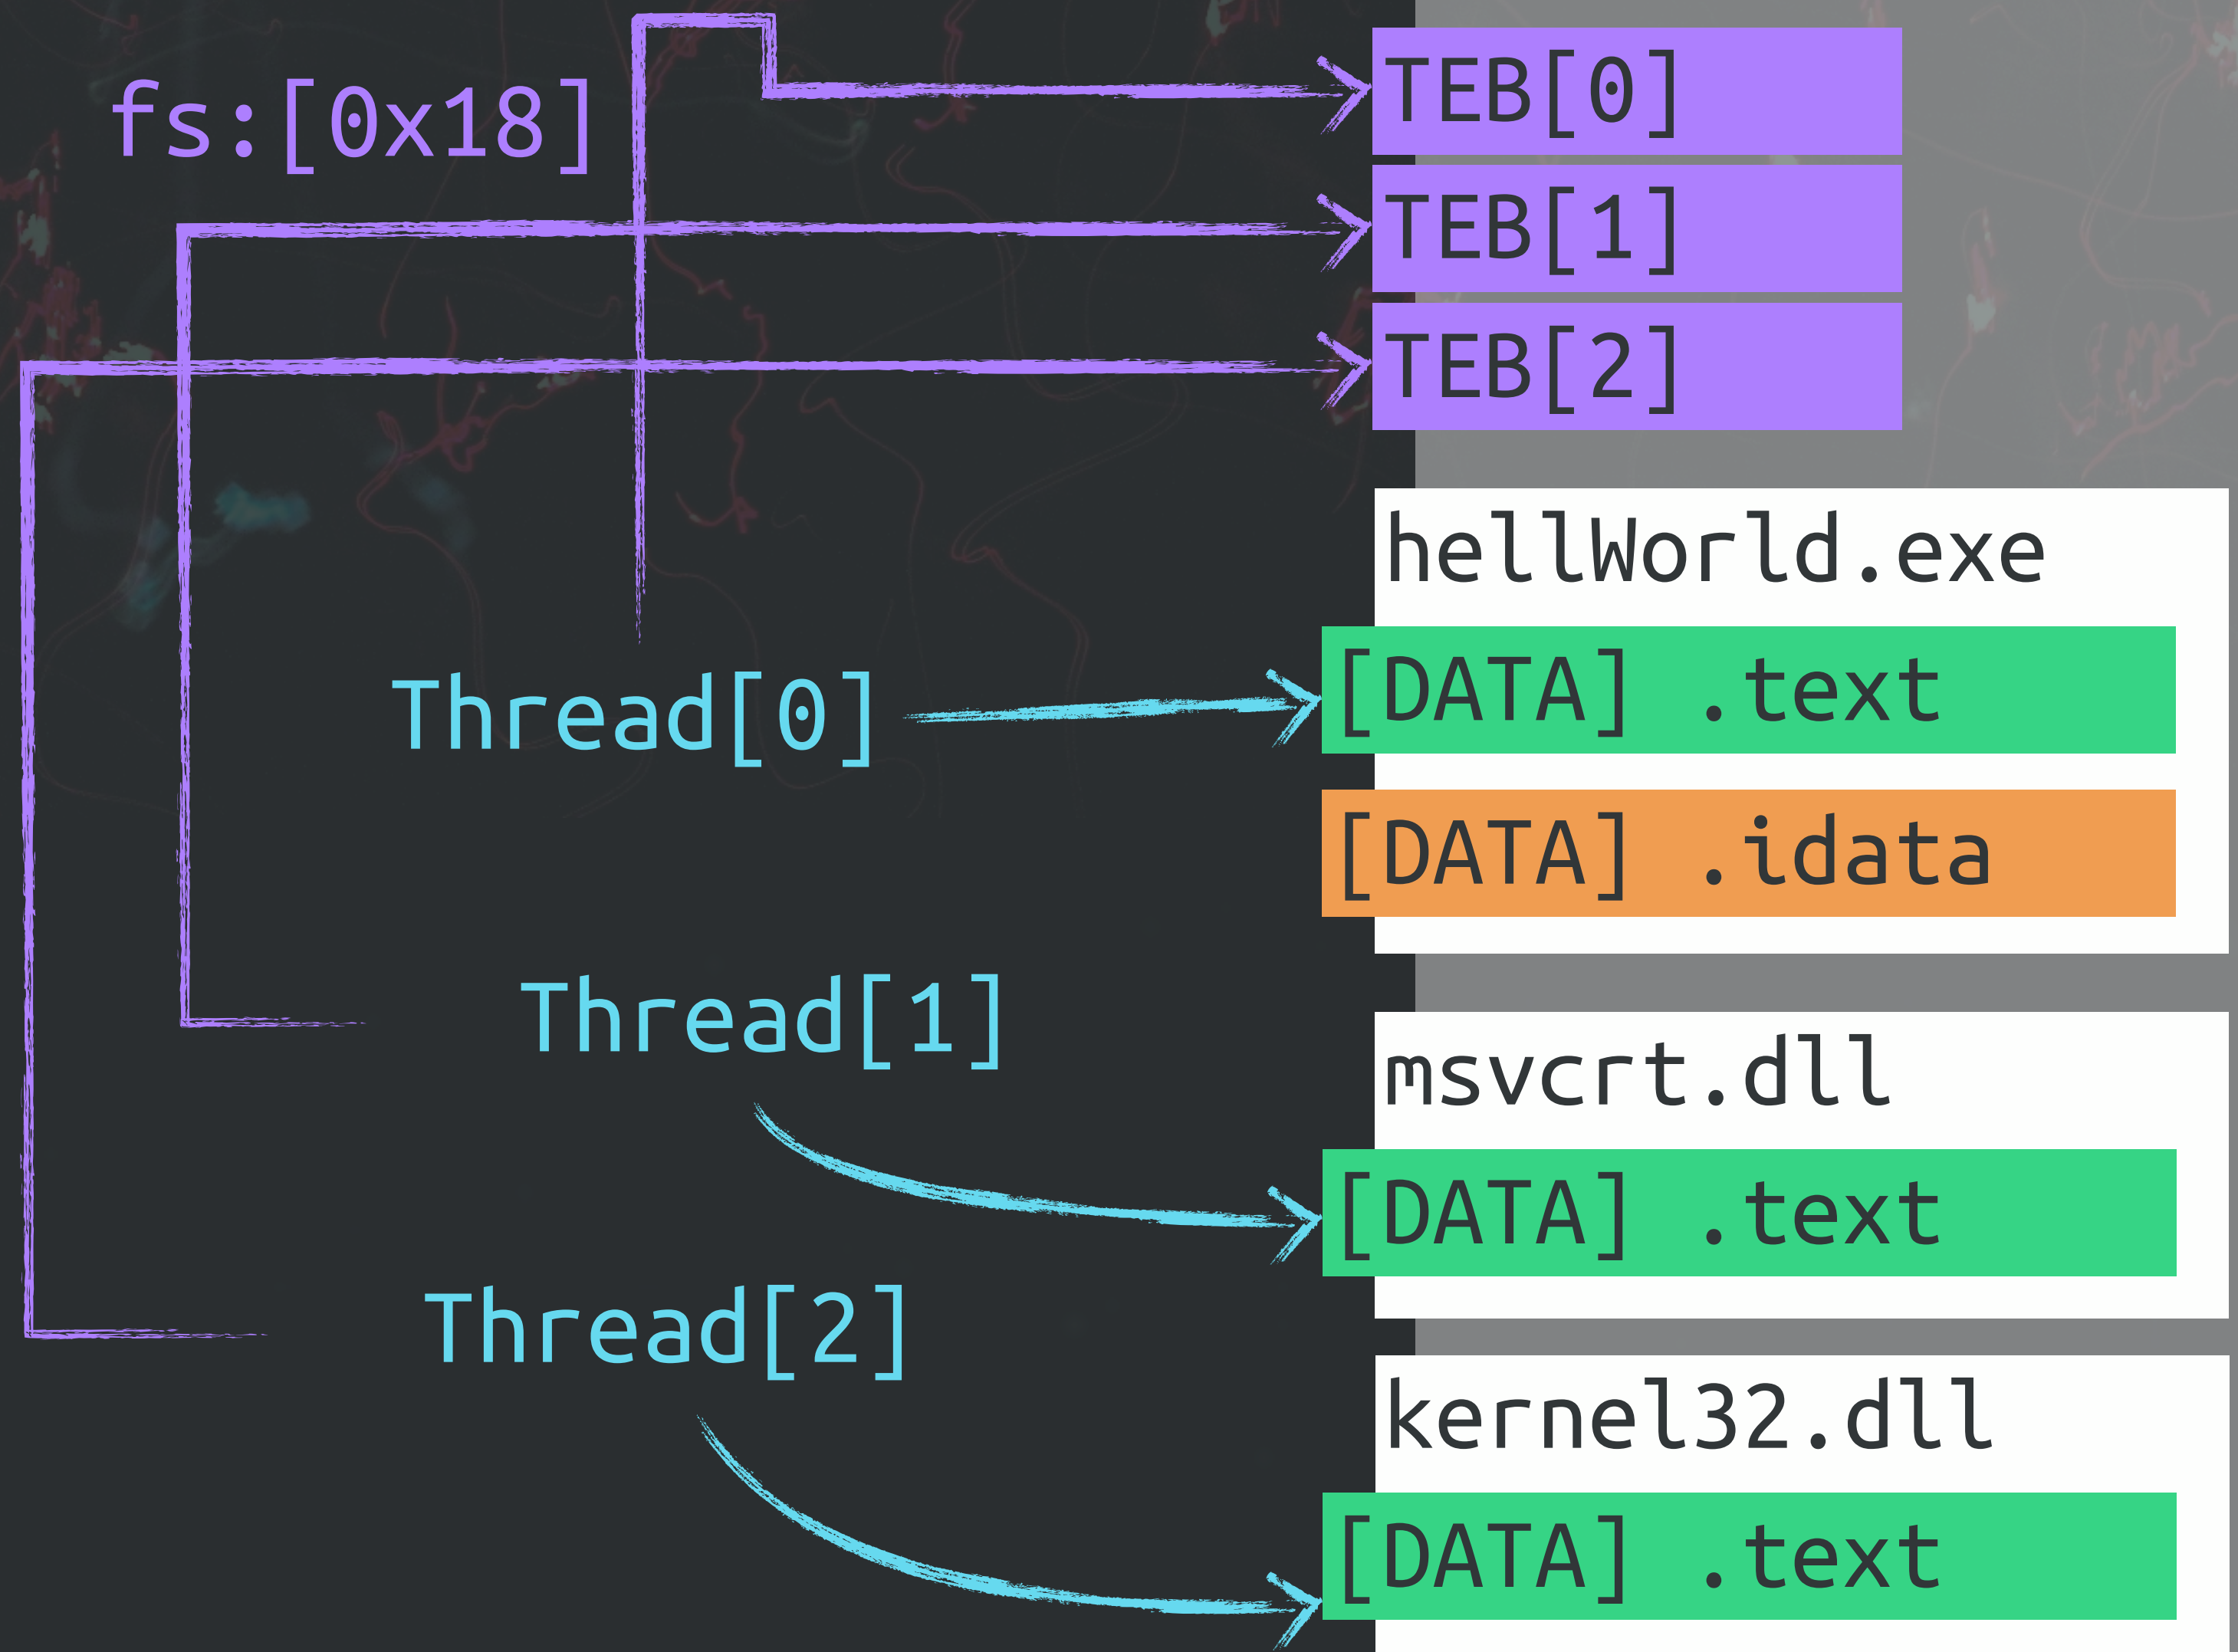 fs:[0x18]
TEB[0]
TEB[1]
TEB[2]
hellWorld.exe
Thread[0]
[DATA] .text
[DATA] .idata
Thread[1]
msvcrt.dll
[DATA] .text
Thread[2]
kernel32.dll
[DATA] .text